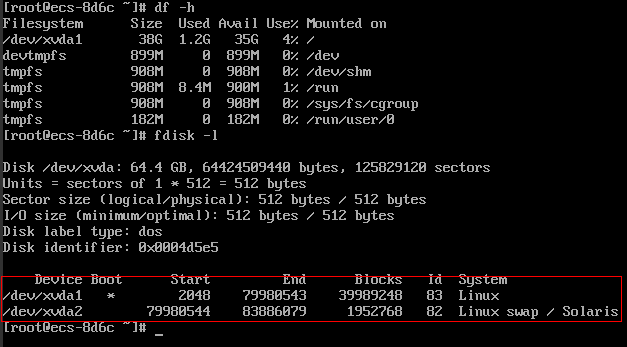 [root@ecs-8d6c ~]# df -h
Filesystem      Size  Used Avail Use% Mounted on
/dev/xvda1       38G  1.2G   35G   4% /
devtmpfs        899M     0  899M   0% /dev
tmpfs           908M     0  908M   0% /dev/shm
tmpfs           908M  8.4M  900M   1% /run
tmpfs           908M     0  908M   0% /sys/fs/cgroup
tmpfs           182M     0  182M   0% /run/user/0
[root@ecs-8d6c ~]# fdisk -l
Disk /dev/xvda: 64.4 GB, 64424509440 bytes, 125829120 sectors
Units = sectors of 1 * 512 = 512 bytes
Sector size (logical/physical): 512 bytes / 512 bytes
I/O size (minimum/optimal): 512 bytes / 512 bytes
Disk label type: dos
Disk identifier: 0x0004d5e5
    Device Boot      Start         End      Blocks   Id  System
/dev/xvda1   *        2048    79980543    39989248   83  Linux
/dev/xvda2        79980544    83886079     1952768   82  Linux swap / Solaris
[root@ecs-8d6c ~]# _